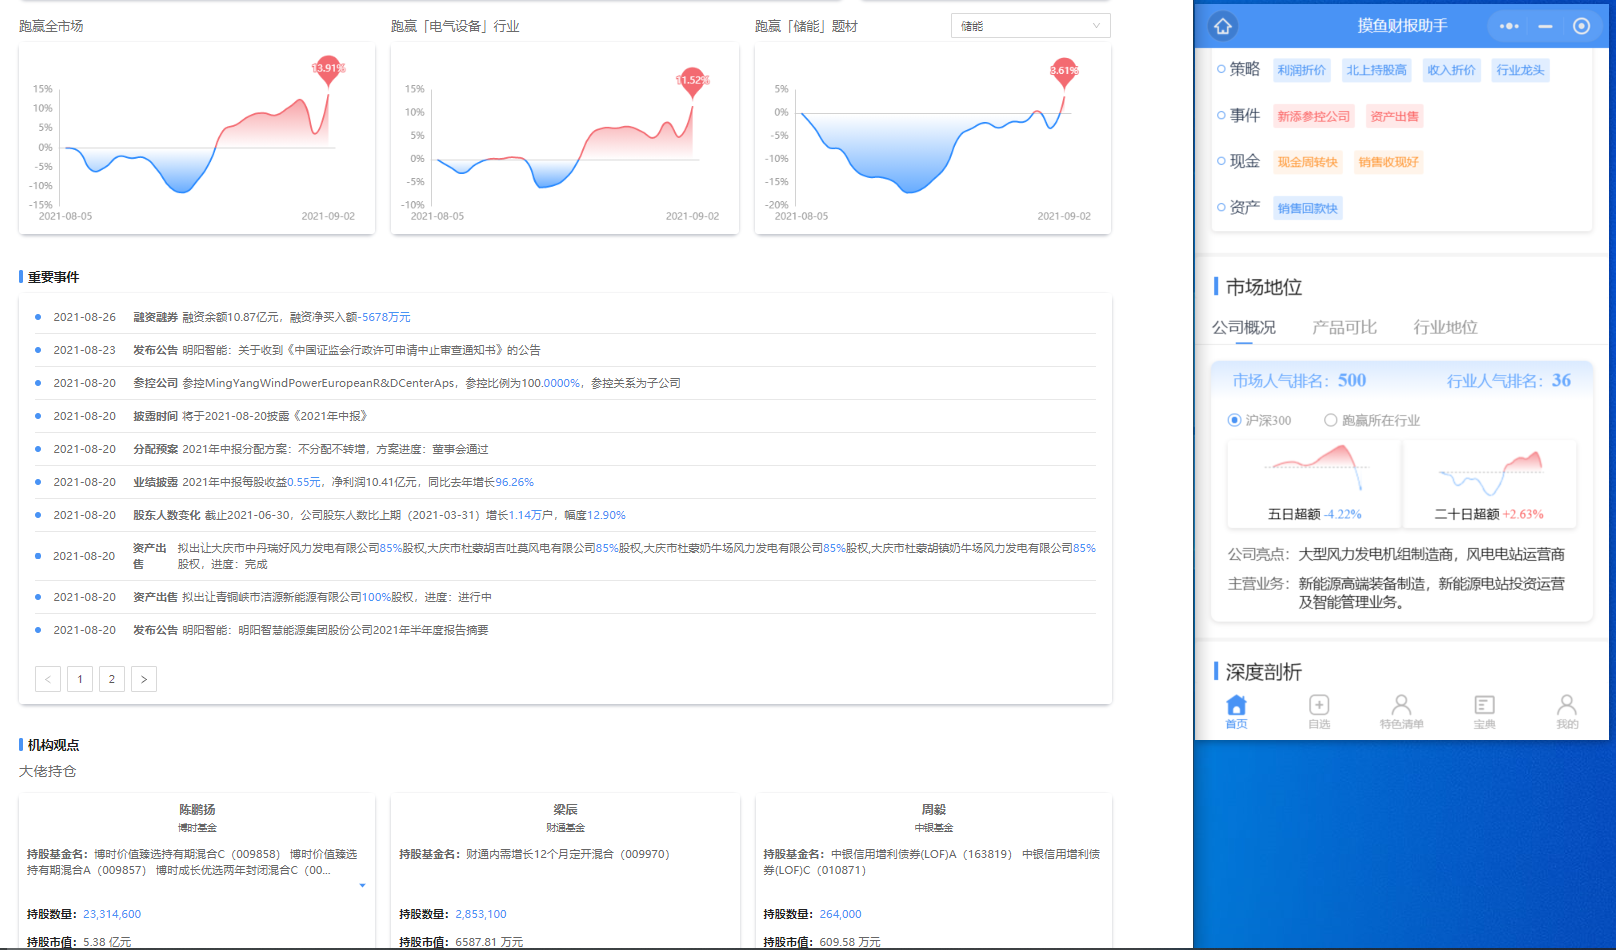 跑赢全市场
跑赢「电气设备」行业
跑赢「储能」题材
储能
13.91%
15%
10%
5%
0%
-5%
-10%
-15%
2021-08-05
2021-09-02
11.52%
15%
10%
5%
0%
-5%
-10%
2021-08-05
2021-09-02
3.61%
5%
0%
-5%
-10%
-15%
-20%
2021-08-05
2021-09-02
重要事件
2021-08-26 融资融券 融资余额10.87亿元，融资净买入额-5678万元
2021-08-23 发布公告 明阳智能：关于收到《中国证监会行政许可申请中止审查通知书》的公告
2021-08-20 参控公司 参控MingYangWindPowerEuropeanR&DCenterAps，参控比例为100.0000%，参控关系为子公司
2021-08-20 披露时间 将于2021-08-20披露《2021年中报》
2021-08-20 分配预案 2021年中报分配方案：不分配不转增，方案进度：董事会通过
2021-08-20 业绩披露 2021年中报每股收益0.55元，净利润10.41亿元，同比去年增长96.26%
2021-08-20 股东人数变化 截止2021-06-30，公司股东人数比上期（2021-03-31）增长1.14万户，幅度12.90%
2021-08-20 资产出售 拟出让大庆市中丹瑞好风力发电有限公司85%股权,大庆市杜蒙胡吉吐莫风电有限公司85%股权,大庆市杜蒙奶牛场风力发电有限公司85%股权,大庆市杜蒙胡镇奶牛场风力发电有限公司85%
股权，进度：完成
2021-08-20 资产出售 拟出让青铜峡市洁源新能源有限公司100%股权，进度：进行中
2021-08-20 发布公告 明阳智能：明阳智慧能源集团股份公司2021年半年度报告摘要
< 1 2 >
机构观点
大佬持仓
陈鹏扬
博时基金
持股基金名：博时价值臻选持有期混合C（009858） 博时价值臻选
持有期混合A（009857） 博时成长优选两年封闭混合C（00...
持股数量：23,314,600
持股市值：5.38 亿元
梁辰
财通基金
持股基金名：财通内需增长12个月定开混合（009970）
持股数量：2,853,100
持股市值：6587.81 万元
周毅
中银基金
持股基金名：中银信用增利债券(LOF)A（163819） 中银信用增利债
券(LOF)C（010871）
持股数量：264,000
持股市值：609.58 万元
摸鱼财报助手
策略 利润折价 北上持股高 收入折价 行业龙头
事件 新添参控公司 资产出售
现金 现金周转快 销售收现好
资产 销售回款快
市场地位
公司概况 产品可比 行业地位
市场人气排名：500 行业人气排名：36
沪深300 跑赢所在行业
五日超额 -4.22%
二十日超额 +2.63%
公司亮点：大型风力发电机组制造商，风电电站运营商
主营业务：新能源高端装备制造，新能源电站投资运营
及智能管理业务。
深度剖析
首页 自选 特色清单 宝典 我的